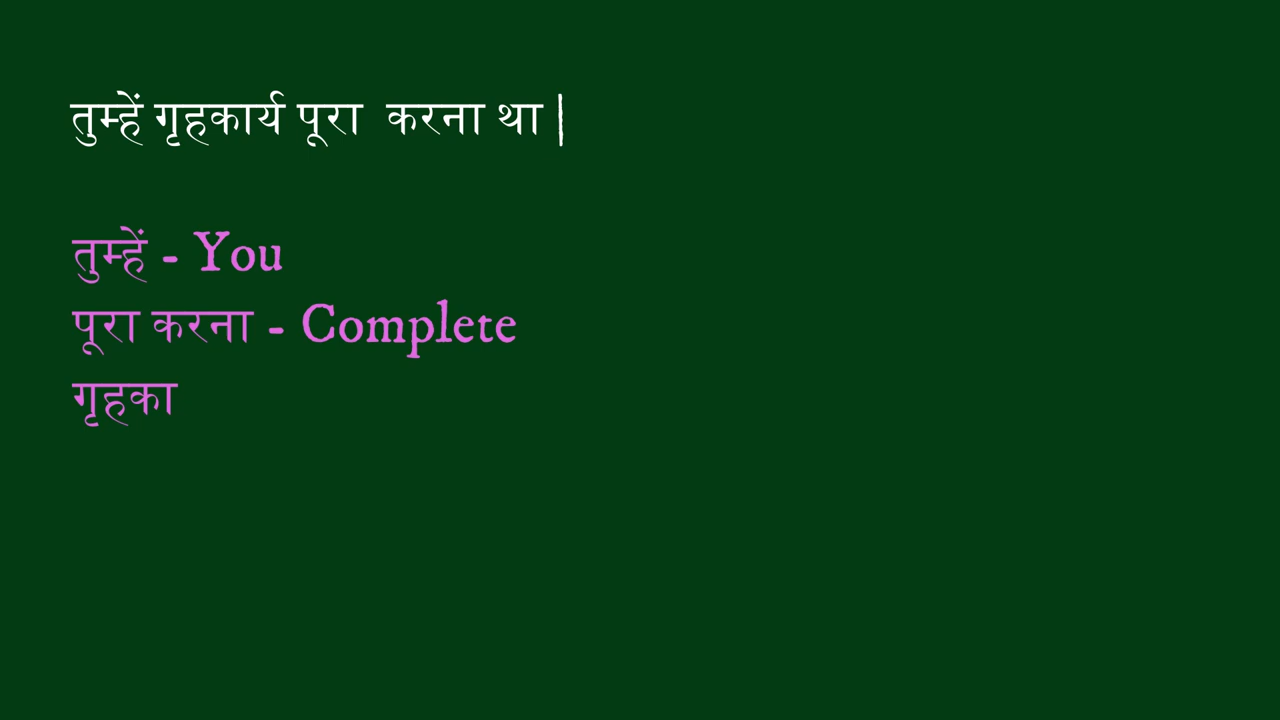 तुम्हें गृहकार्य पूरा करना था |
तुम्हें - You
पूरा करना - Complete
गृहका